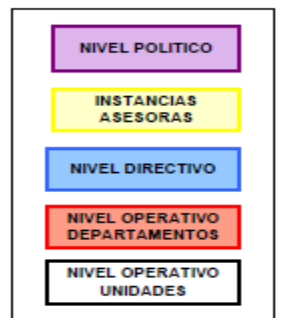 NIVEL POLITICO
INSTANCIAS
ASESORAS
NIVEL DIRECTIVO
NIVEL OPERATIVO
DEPARTAMENTOS
NIVEL OPERATIVO
UNIDADES